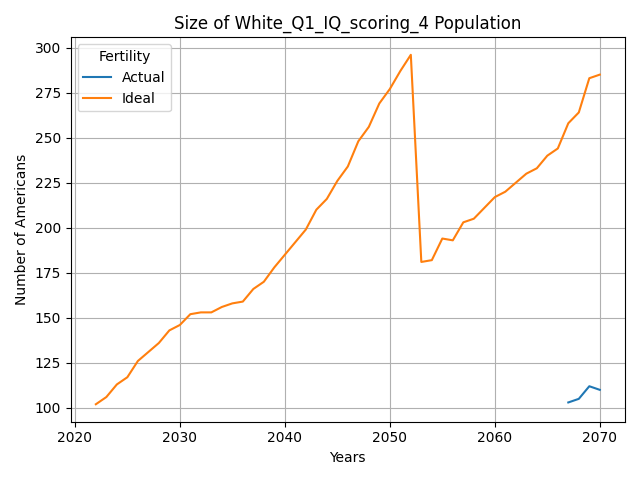 Size of White_Q1_IQ_scoring_4 Population
Fertility
Actual
Ideal
Number of Americans
300
275
250
225
200
175
150
125
100
2020 2030 2040 2050 2060 2070
Years